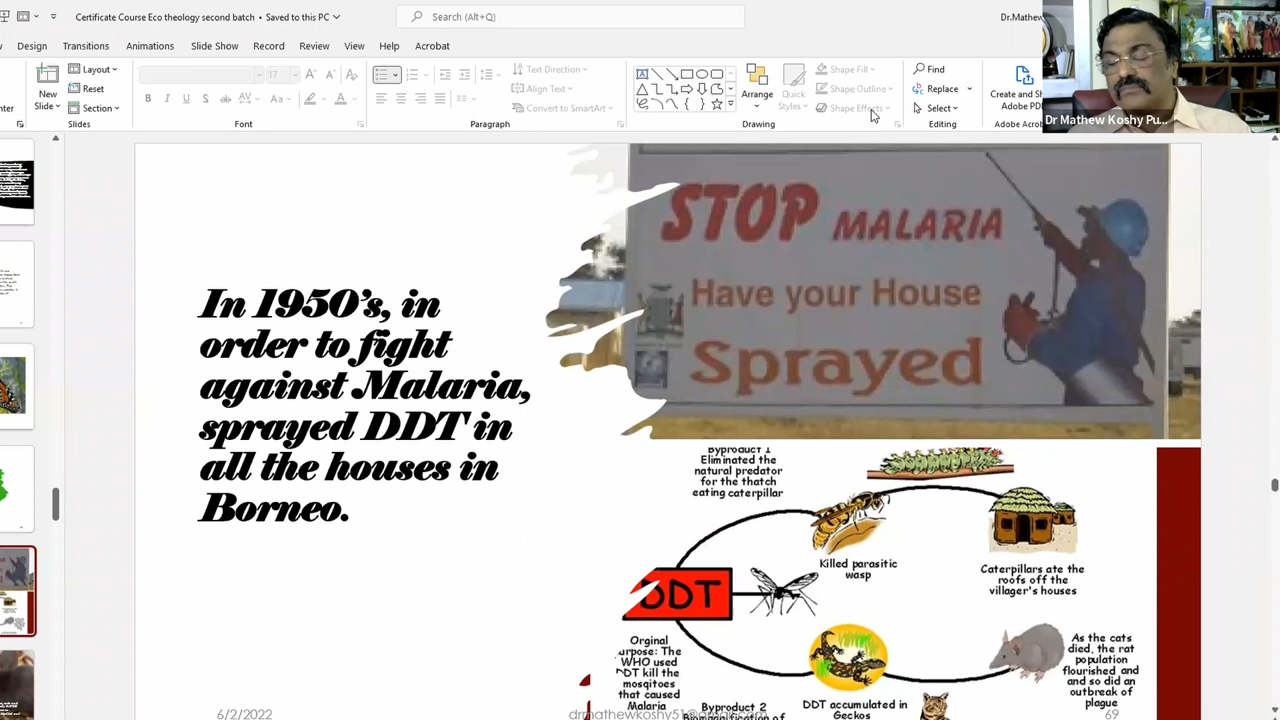 Certificate Course Eco theology second batch • Saved to this PC
Search (Alt+Q)
Dr.Mathew
Design Transitions Animations Slide Show Record Review View Help Acrobat
New
Slide
Layout
Reset
Section
Slides
17
Font
Text Direction
Align Text
Convert to SmartArt
Paragraph
Arrange
Quick
Styles
Shape Fill
Shape Outline
Shape Effects
Drawing
Find
Replace
Select
Editing
Create and Sh
Adobe PDF
Adobe Acro
Dr Mathew Koshy Pu...
In 1950's, in
order to fight
against Malaria,
sprayed DDT in
all the houses in
Borneo.
STOP MALARIA
Have your House
Sprayed
Byproduct 1
Eliminated the
natural predator
for the thatch
eating caterpillar
Killed parasitic
wasp
Caterpillars ate the
roofs off the
villager's houses
DDT
Orginal
urpose: The
WHO used
DT kill the
mosqitoes
that caused
Malaria
As the cats
died, the rat
population
flourished and
and so did an
outbreak of
plague
Byproduct 2
DDT accumulated in
Geckos
6/2/2022
drmathewkoshy51@gmail.com
69